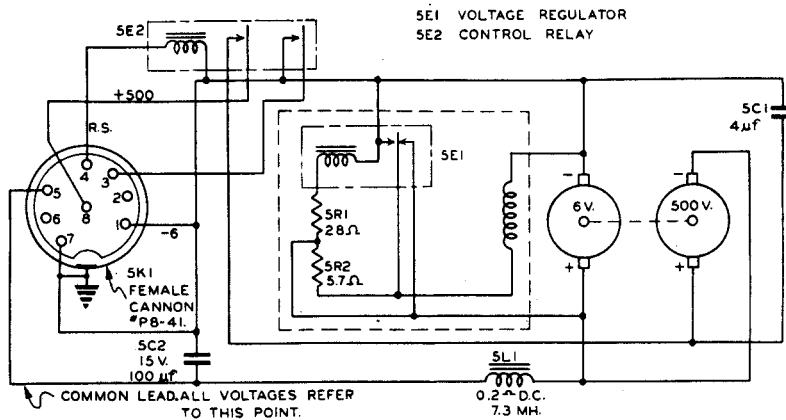 5E1 VOLTAGE REGULATOR
5E2 CONTROL RELAY
5E2
+500
R.S.
5C1
4µf
5E1
4
3
5
2
8
6
1
7
-6
5R1
28Ω
5R2
5.7Ω
-
6 V.
+
-
500 V.
+
5K1
FEMALE
CANNON
#P8-41.
5C2
15 V.
100 µf
5L1
0.2 Ω D.C.
7.3 MH.
COMMON LEAD. ALL VOLTAGES REFER
TO THIS POINT.